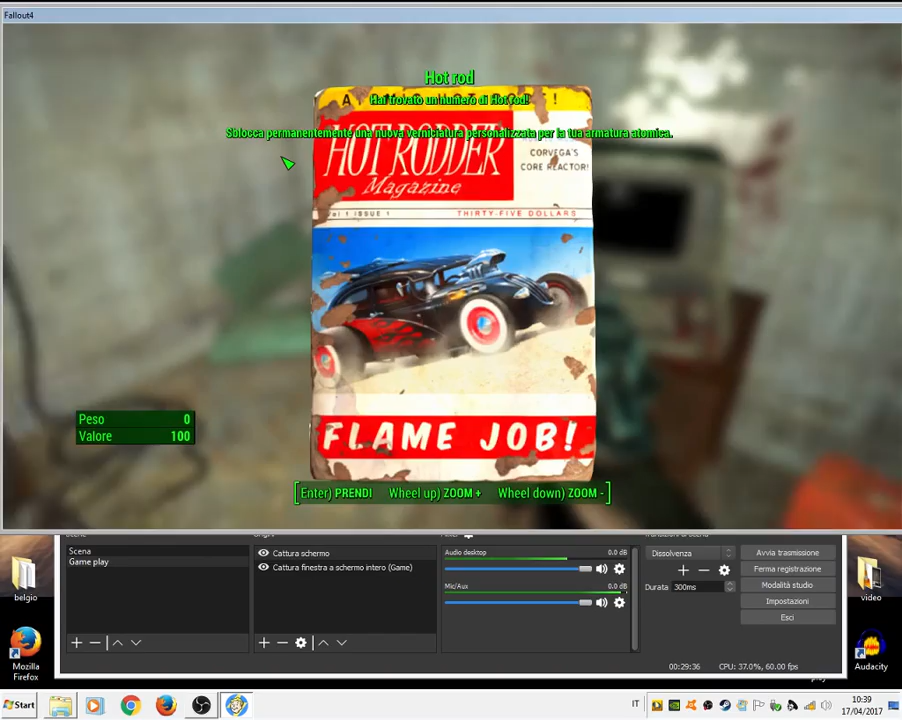 Fallout4
Hot rod
Hai trovato un numero di Hot rod!
Sblocca permanentemente una nuova verniciatura personalizzata per la tua armatura atomica.
HOT RODDER
Magazine
CORVEGA'S
CORE REACTOR!
ISSUE 1
THIRTY-FIVE DOLLARS
FLAME JOB!
Peso 0
Valore 100
Enter) PRENDI Wheel up) ZOOM + Wheel down) ZOOM -
Scena
Game play
Cattura schermo
Cattura finestra a schermo intero (Game)
Audio desktop 0.0 dB
Mic/Aux 0.0 dB
Dissolvenza
Durata 300ms
Avvia trasmissione
Ferma registrazione
Modalità studio
Impostazioni
Esci
00:29:36 CPU: 37.0%, 60.00 fps
belgio
Mozilla
Firefox
video
Audacity
Start
IT
10:39
17/04/2017